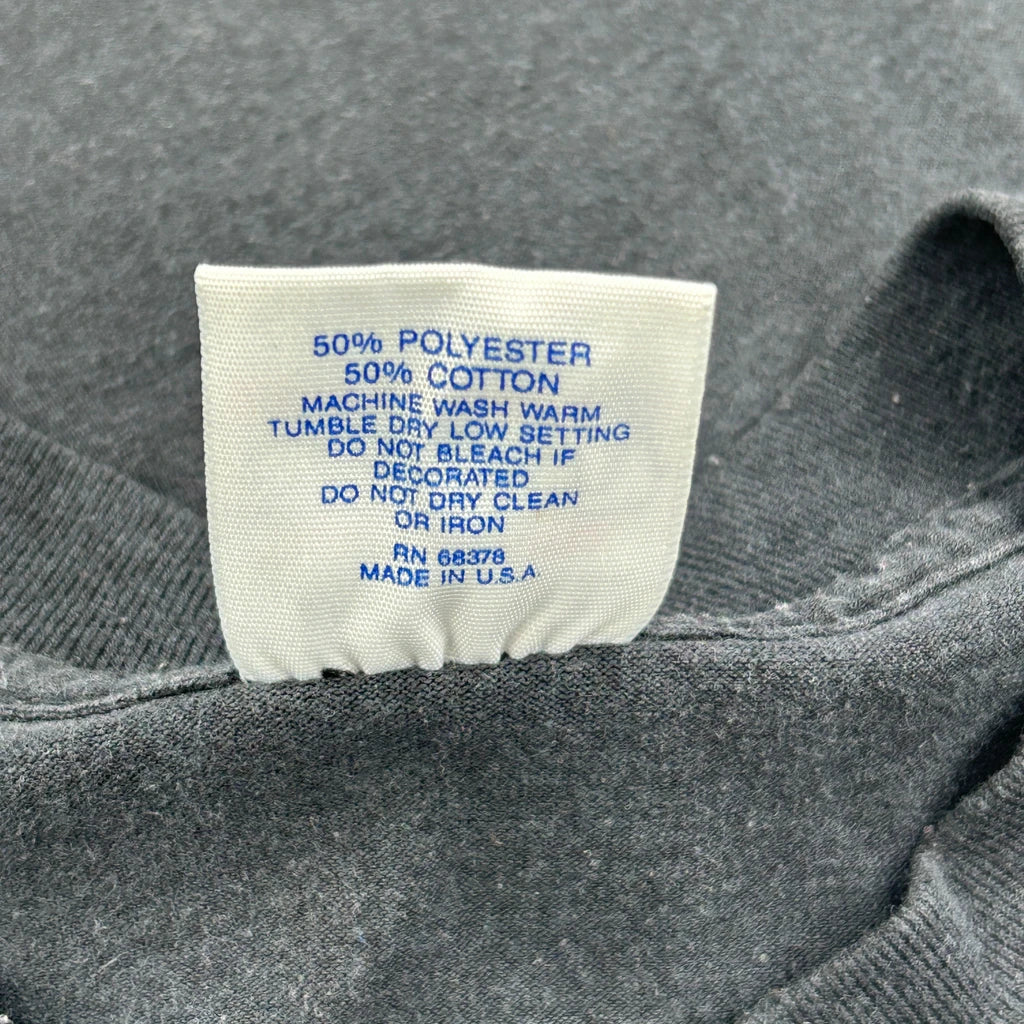 50% POLYESTER
50% COTTON
MACHINE WASH WARM
TUMBLE DRY LOW SETTING
DO NOT BLEACH IF
DECORATED
DO NOT DRY CLEAN
OR IRON
RN 68378
MADE IN U.S.A